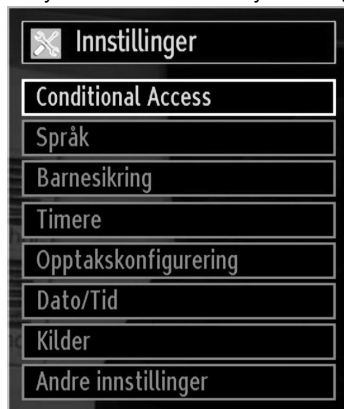 Innstillinger
Conditional Access
Språk
Barnesikring
Timere
Opptakskonfigurering
Dato/Tid
Kilder
Andre innstillinger